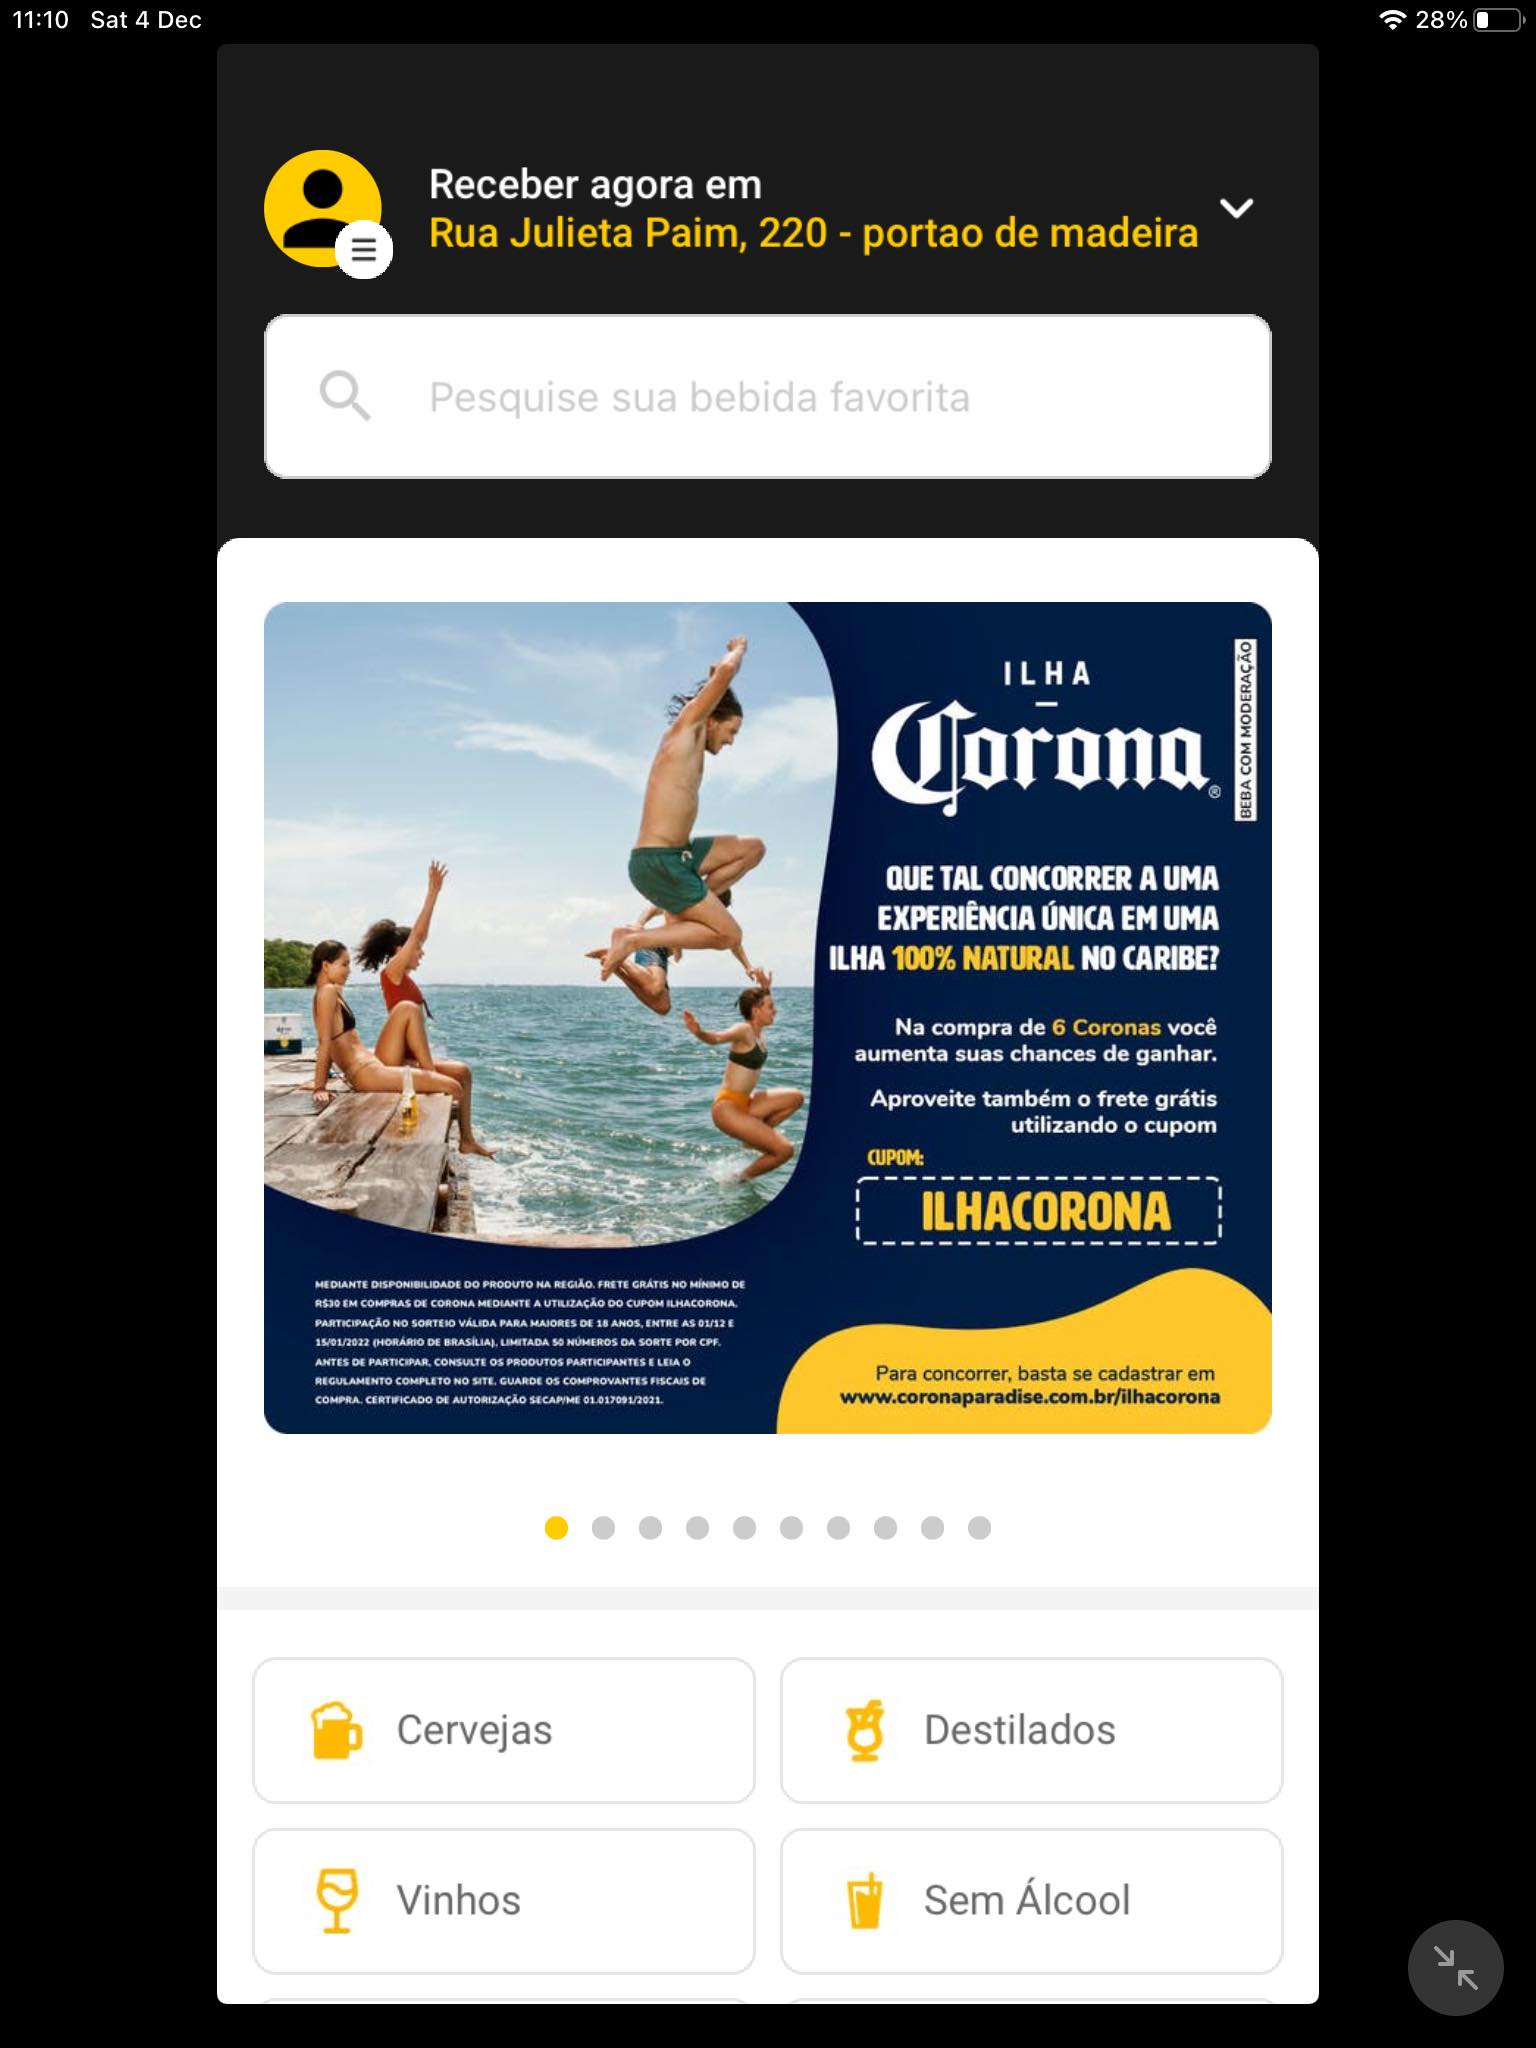 11:10 Sat 4 Dec
28%
Receber agora em
Rua Julieta Paim, 220 - portao de madeira
Pesquise sua bebida favorita
ILHA
Corona®
BEBA COM MODERAÇÃO
QUE TAL CONCORRER A UMA
EXPERIÊNCIA ÚNICA EM UMA
ILHA 100% NATURAL NO CARIBE?
Na compra de 6 Coronas você
aumenta suas chances de ganhar.
Aproveite também o frete grátis
utilizando o cupom
CUPOM:
ILHACORONA
MEDIANTE DISPONIBILIDADE DO PRODUTO NA REGIÃO. FRETE GRÁTIS NO MÍNIMO DE
R$30 EM COMPRAS DE CORONA MEDIANTE A UTILIZAÇÃO DO CUPOM ILHACORONA.
PARTICIPAÇÃO NO SORTEIO VÁLIDA PARA MAIORES DE 18 ANOS, ENTRE AS 01/12 E
15/01/2022 (HORÁRIO DE BRASÍLIA), LIMITADA 50 NÚMEROS DA SORTE POR CPF.
ANTES DE PARTICIPAR, CONSULTE OS PRODUTOS PARTICIPANTES E LEIA O
REGULAMENTO COMPLETO NO SITE. GUARDE OS COMPROVANTES FISCAIS DE
COMPRA. CERTIFICADO DE AUTORIZAÇÃO SECAP/ME 01.017091/2021.
Para concorrer, basta se cadastrar em
www.coronaparadise.com.br/ilhacorona
Cervejas
Destilados
Vinhos
Sem Álcool